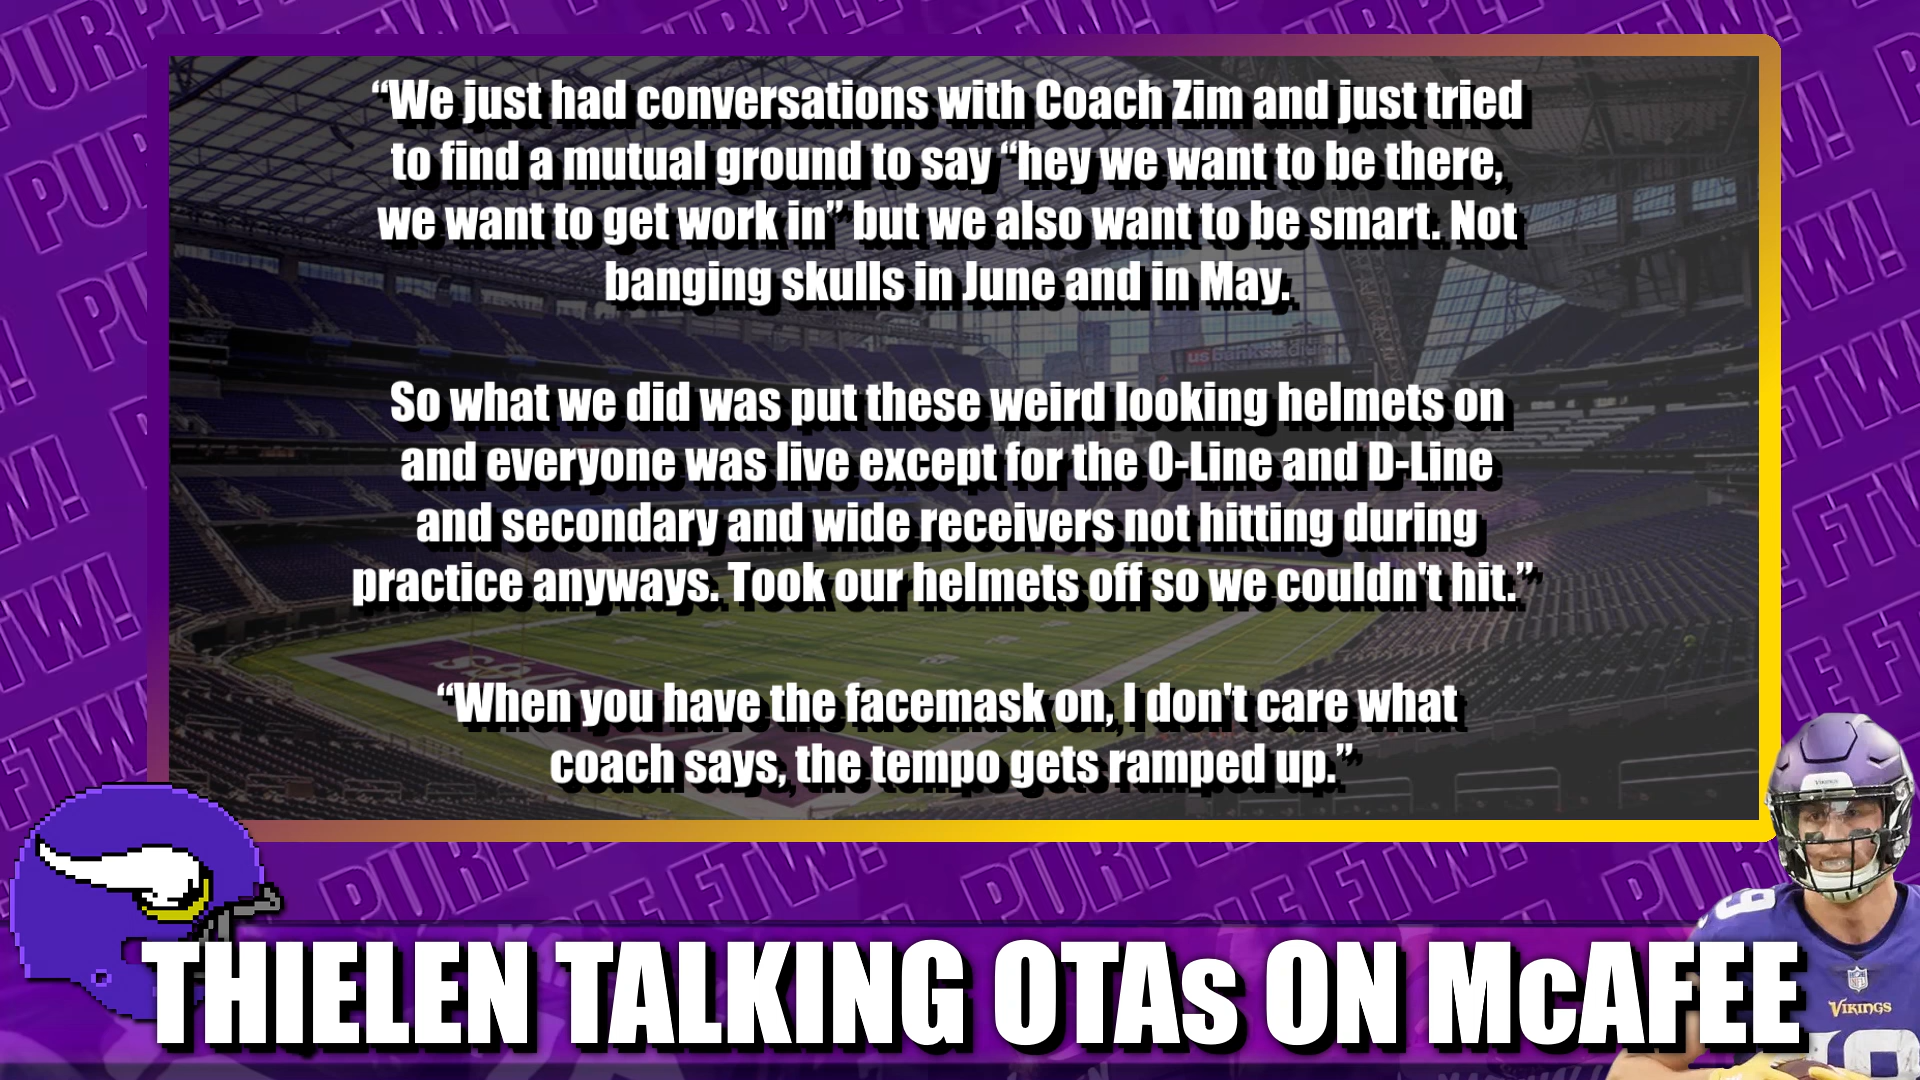 “We just had conversations with Coach Zim and just tried
to find a mutual ground to say “hey we want to be there,
we want to get work in” but we also want to be smart. Not
banging skulls in June and in May.
So what we did was put these weird looking helmets on
and everyone was live except for the O-Line and D-Line
and secondary and wide receivers not hitting during
practice anyways. Took our helmets off so we couldn't hit.”
“When you have the facemask on, I don't care what
coach says, the tempo gets ramped up.”
us bank stadium
PURPLE FTW!
VIKINGS
THIELEN TALKING OTAs ON McAFEE